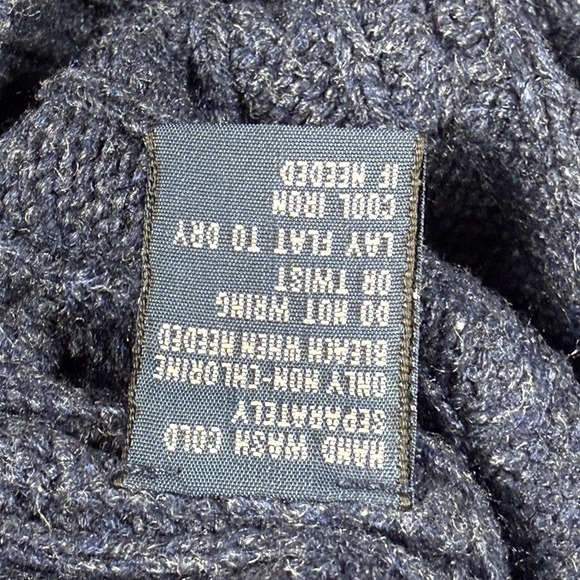 HAND WASH COLD
SEPARATELY
ONLY NON-CHLORINE
BLEACH WHEN NEEDED
DO NOT WRING
OR TWIST
LAY FLAT TO DRY
COOL IRON
IF NEEDED